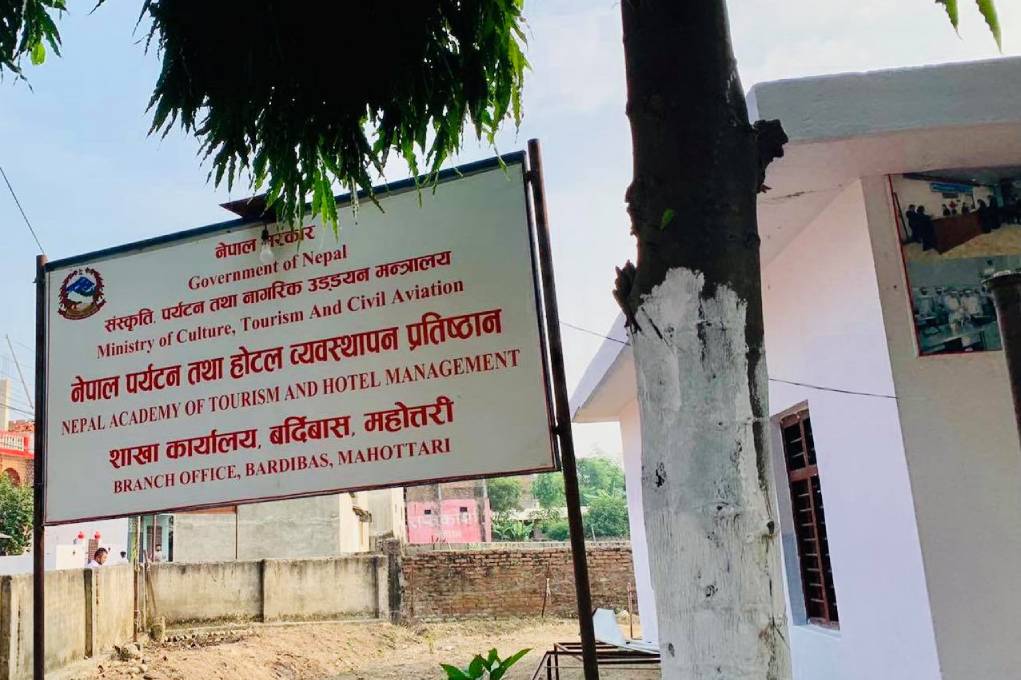 नेपाल सरकार
Government of Nepal
संस्कृति, पर्यटन तथा नागरिक उड्डयन मन्त्रालय
Ministry of Culture, Tourism And Civil Aviation
नेपाल पर्यटन तथा होटल व्यवस्थापन प्रतिष्ठान
NEPAL ACADEMY OF TOURISM AND HOTEL MANAGEMENT
शाखा कार्यालय, बर्दिबास, महोत्तरी
BRANCH OFFICE, BARDIBAS, MAHOTTARI